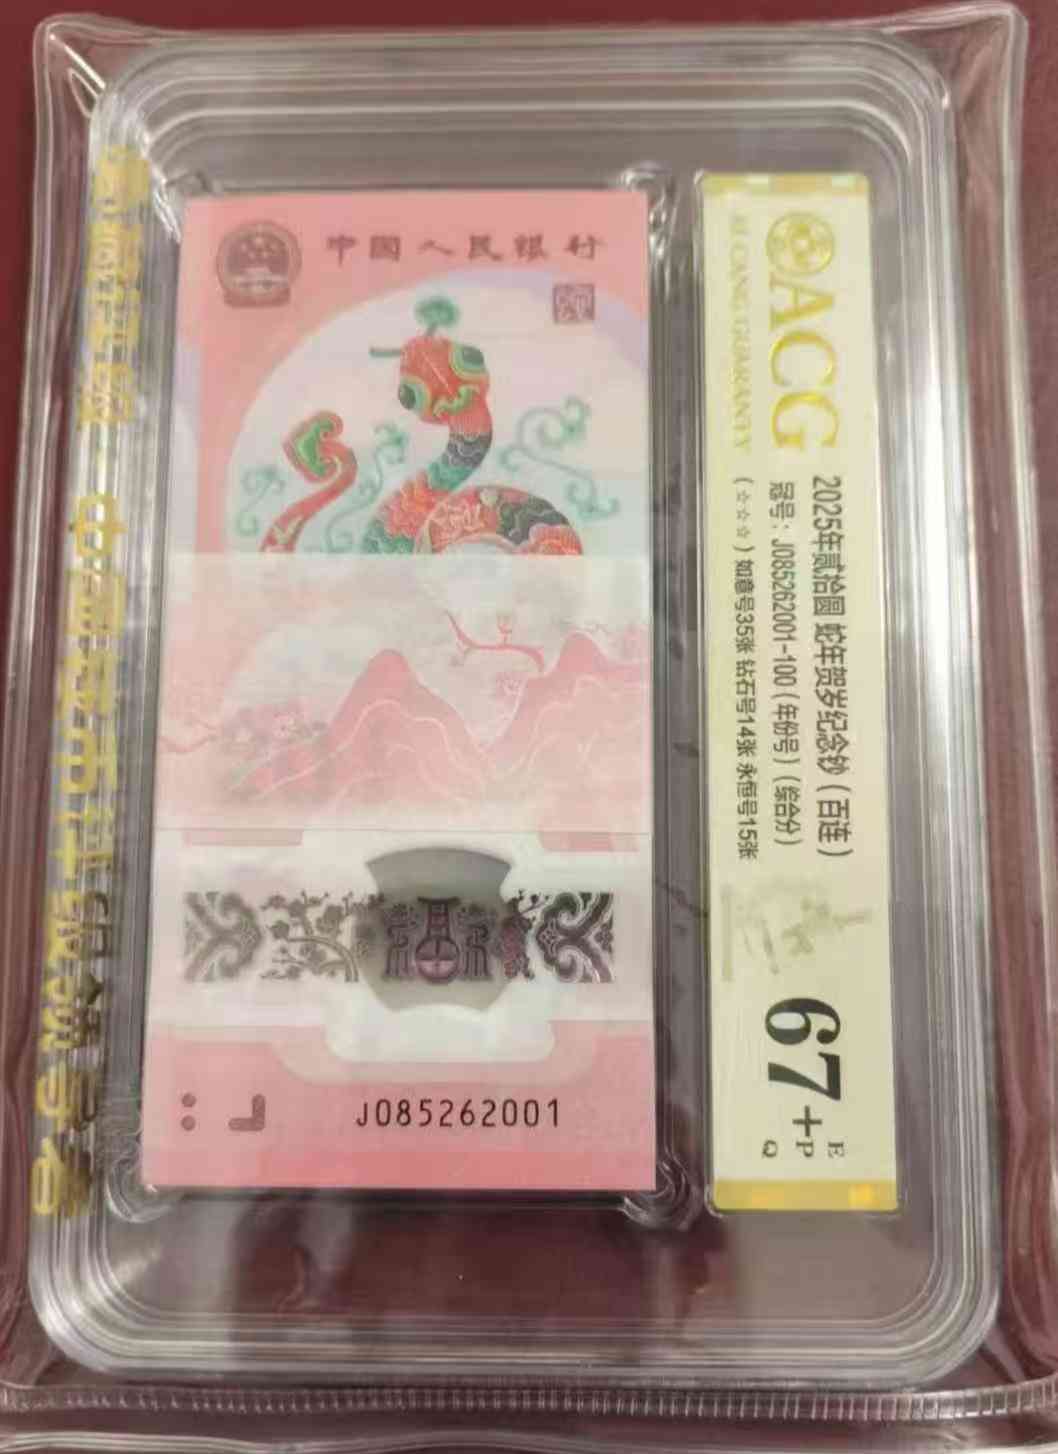 中国人民银行
J085262001
ACG
JI CANG GUARANTY
2025年贰拾圆 蛇年贺岁纪念钞（百连）
冠号：J085262001-100（年份号）（综合分）
（☆☆☆）如意号35张 钻石号14张 永恒号15张
67+
E
P
Q